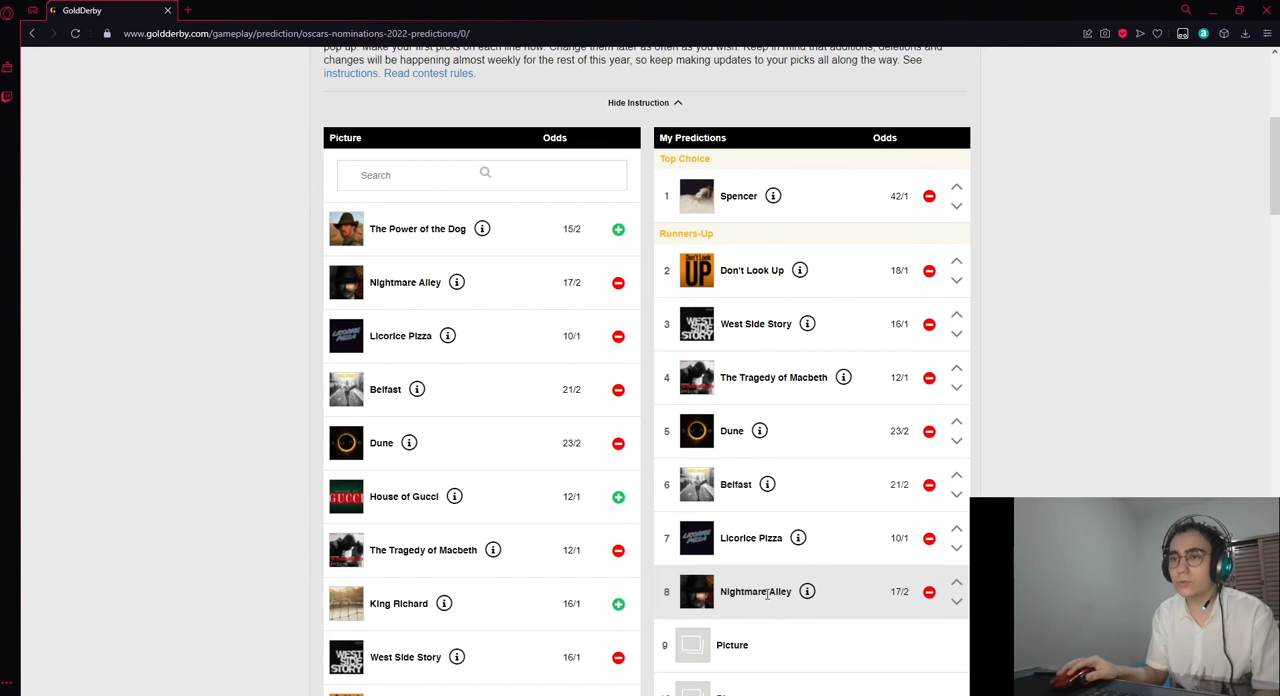 GoldDerby
www.goldderby.com/gameplay/prediction/oscars-nominations-2022-predictions/0/
pop up. Make your first picks on each line now. Change them later as often as you wish. Keep in mind that additions, deletions and
changes will be happening almost weekly for the rest of this year, so keep making updates to your picks all along the way. See
instructions. Read contest rules.
Hide Instruction
Picture Odds
Search
The Power of the Dog 15/2
Nightmare Alley 17/2
Licorice Pizza 10/1
Belfast 21/2
Dune 23/2
House of Gucci 12/1
The Tragedy of Macbeth 12/1
King Richard 16/1
West Side Story 16/1
My Predictions Odds
Top Choice
1 Spencer 42/1
Runners-Up
2 Don't Look Up 18/1
3 West Side Story 16/1
4 The Tragedy of Macbeth 12/1
5 Dune 23/2
6 Belfast 21/2
7 Licorice Pizza 10/1
8 Nightmare Alley 17/2
9 Picture